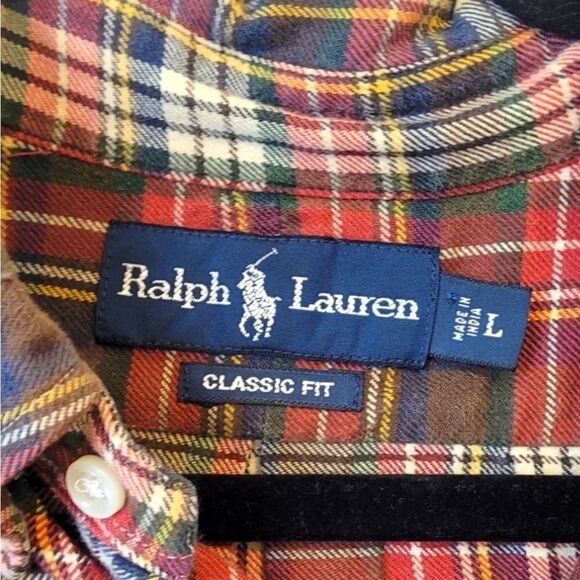 Ralph Lauren
MADE IN
INDIA
L
CLASSIC FIT